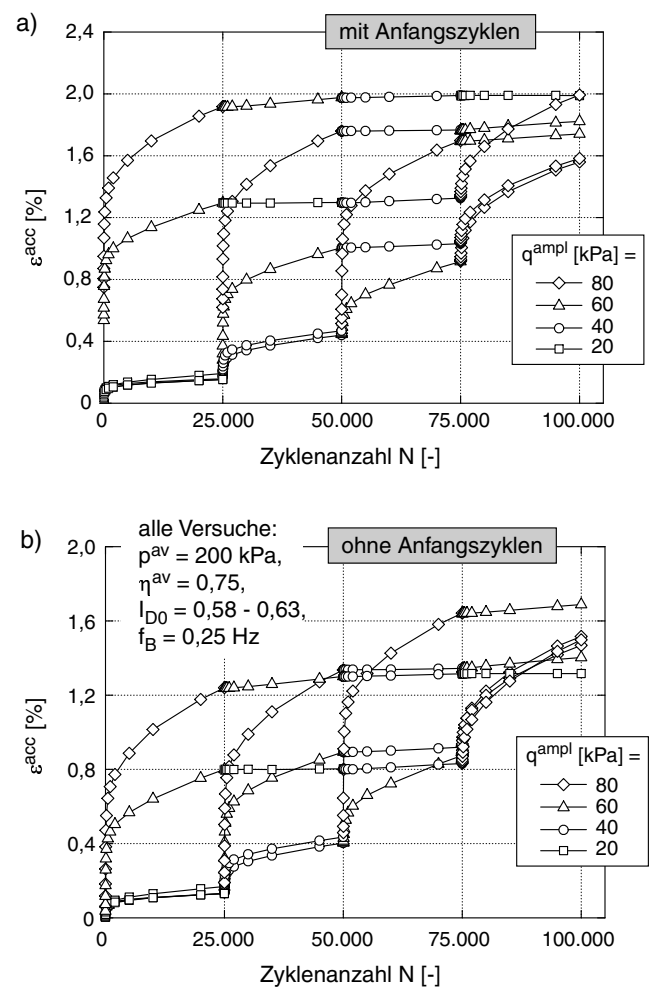 a)
mit Anfangszyklen
2,4
2,0
1,6
1,2
0,8
0,4
0
ε^acc [%]
q^ampl [kPa] =
80
60
40
20
0 25.000 50.000 75.000 100.000
Zyklenanzahl N [-]
b)
alle Versuche:
p^av = 200 kPa,
η^av = 0,75,
I_D0 = 0,58 - 0,63,
f_B = 0,25 Hz
ohne Anfangszyklen
2,0
1,6
1,2
0,8
0,4
0
ε^acc [%]
q^ampl [kPa] =
80
60
40
20
0 25.000 50.000 75.000 100.000
Zyklenanzahl N [-]